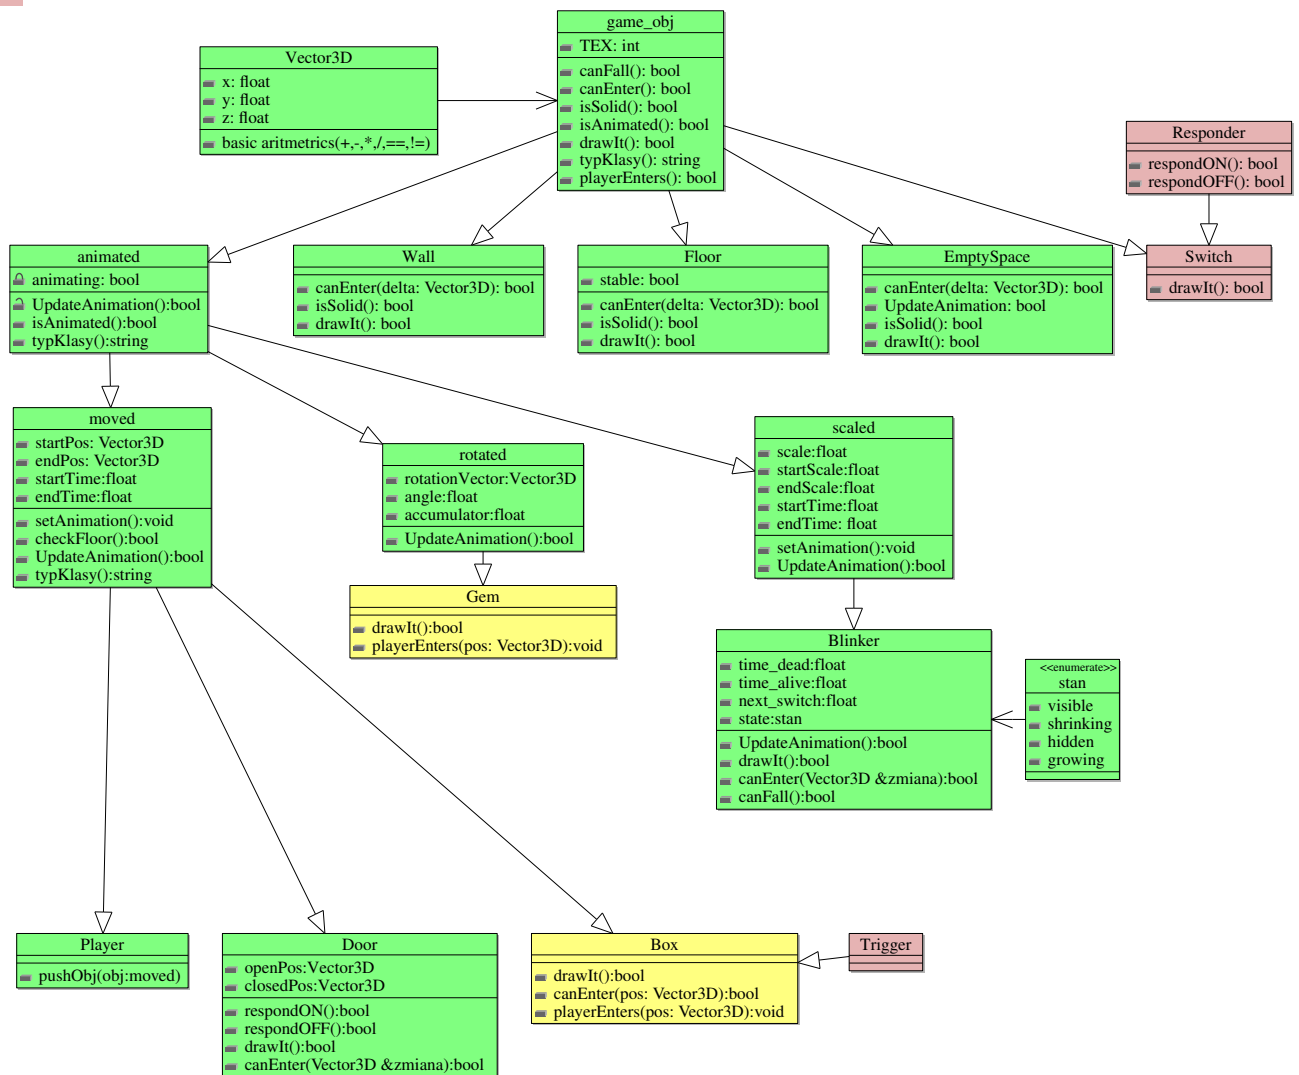 game_obj
TEX: int
canFall(): bool
canEnter(): bool
isSolid(): bool
isAnimated(): bool
drawIt(): bool
typKlasy(): string
playerEnters(): bool
Vector3D
x: float
y: float
z: float
basic aritmetrics(+,-,*,/,==,!=)
Responder
respondON(): bool
respondOFF(): bool
animated
animating: bool
UpdateAnimation():bool
isAnimated():bool
typKlasy():string
Wall
canEnter(delta: Vector3D): bool
isSolid(): bool
drawIt(): bool
Floor
stable: bool
canEnter(delta: Vector3D): bool
isSolid(): bool
drawIt(): bool
EmptySpace
canEnter(delta: Vector3D): bool
UpdateAnimation: bool
isSolid(): bool
drawIt(): bool
Switch
drawIt(): bool
moved
startPos: Vector3D
endPos: Vector3D
startTime:float
endTime:float
setAnimation():void
checkFloor():bool
UpdateAnimation():bool
typKlasy():string
rotated
rotationVector:Vector3D
angle:float
accumulator:float
UpdateAnimation():bool
scaled
scale:float
startScale:float
endScale:float
startTime:float
endTime: float
setAnimation():void
UpdateAnimation():bool
Gem
drawIt():bool
playerEnters(pos: Vector3D):void
Blinker
time_dead:float
time_alive:float
next_switch:float
state:stan
UpdateAnimation():bool
drawIt():bool
canEnter(Vector3D &zmiana):bool
canFall():bool
<<enumerate>>
stan
visible
shrinking
hidden
growing
Player
pushObj(obj:moved)
Door
openPos:Vector3D
closedPos:Vector3D
respondON():bool
respondOFF():bool
drawIt():bool
canEnter(Vector3D &zmiana):bool
Box
drawIt():bool
canEnter(pos: Vector3D):bool
playerEnters(pos: Vector3D):void
Trigger